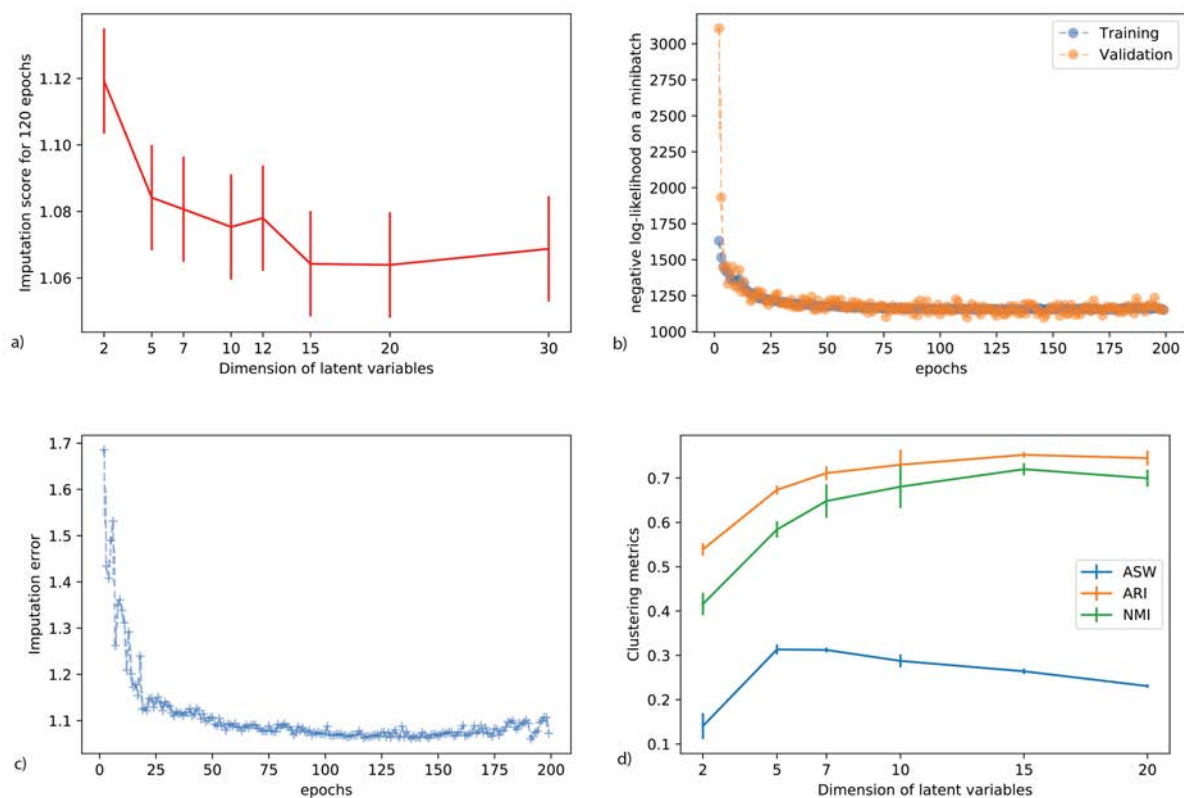 Imputation score for 120 epochs
1.12
1.10
1.08
1.06
2 5 7 10 12 15 20 30
Dimension of latent variables
a)
negative log-likelihood on a minibatch
3000
2750
2500
2250
2000
1750
1500
1250
1000
Training
Validation
0 25 50 75 100 125 150 175 200
epochs
b)
Imputation error
1.7
1.6
1.5
1.4
1.3
1.2
1.1
0 25 50 75 100 125 150 175 200
epochs
c)
Clustering metrics
0.7
0.6
0.5
0.4
0.3
0.2
0.1
ASW
ARI
NMI
2 5 7 10 15 20
Dimension of latent variables
d)